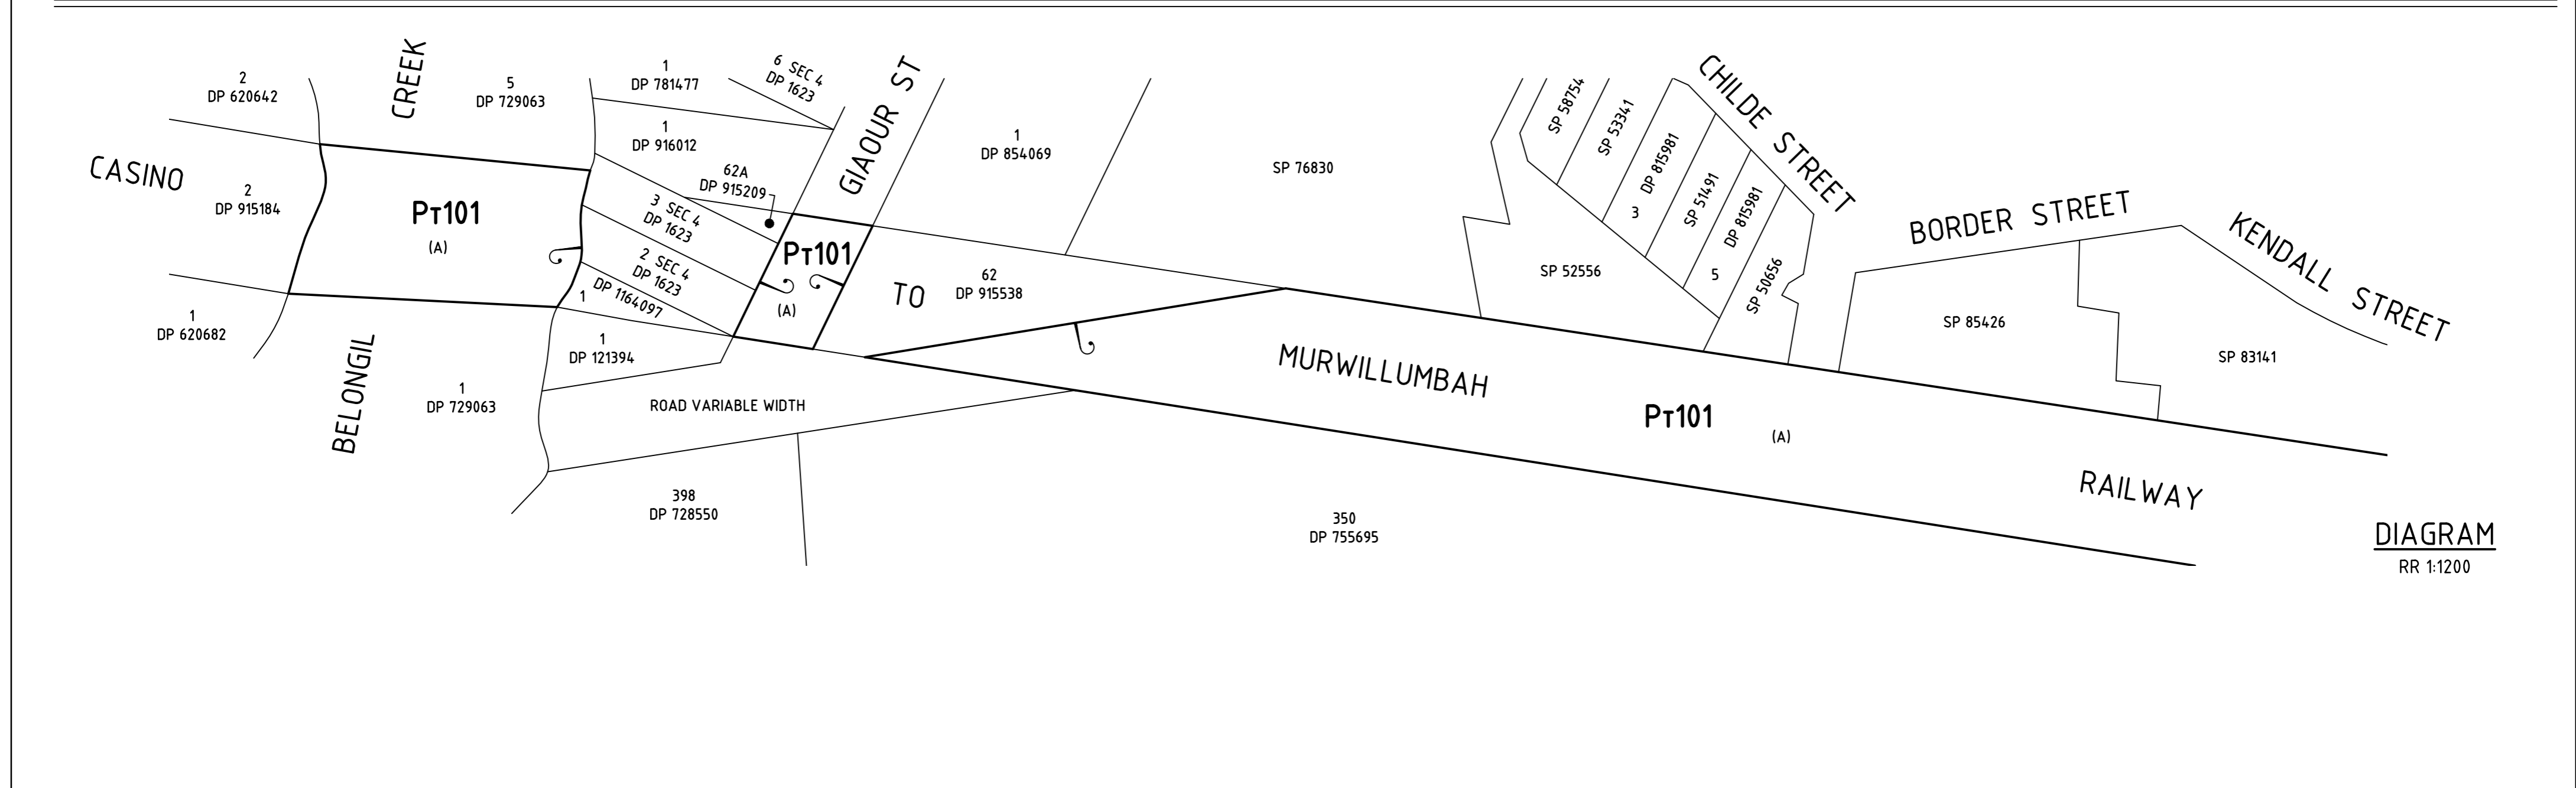 2
DP 620642
CREEK
5
DP 729063
1
DP 781477
6 SEC 4
DP 1623
GIAOUR ST
1
DP 916012
62A
DP 915209
1
DP 854069
SP 76830
SP 58754
SP 53341
3 DP 815981
SP 51491
5 DP 815981
SP 50656
CHILDE STREET
BORDER STREET
KENDALL STREET
CASINO
2
DP 915184
PT101
(A)
3 SEC 4
DP 1623
2 SEC 4
DP 1623
1 DP 1164097
PT101
(A)
TO
62
DP 915538
SP 52556
SP 85426
SP 83141
1
DP 620682
BELONGIL
1
DP 729063
1
DP 121394
ROAD VARIABLE WIDTH
MURWILLUMBAH
PT101
(A)
RAILWAY
398
DP 728550
350
DP 755695
DIAGRAM
RR 1:1200